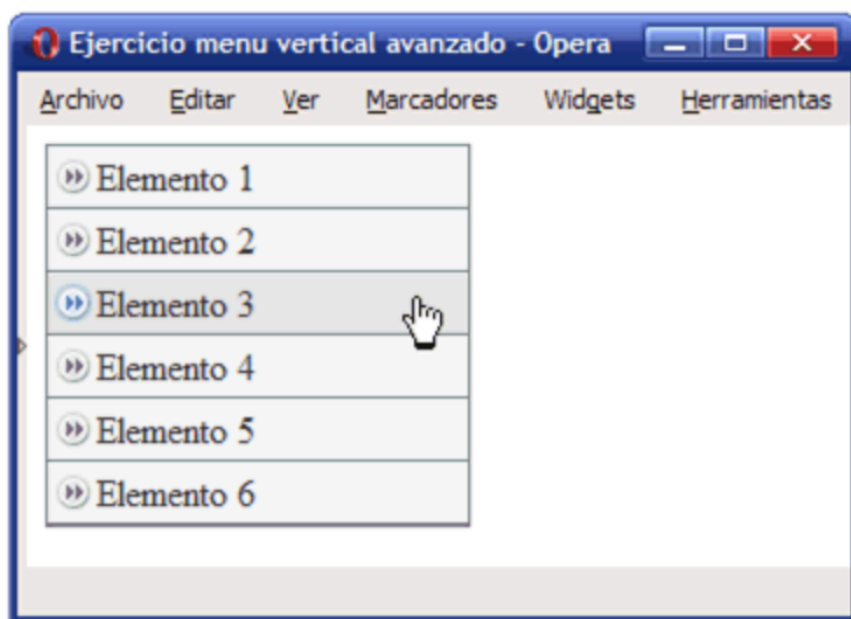 Ejercicio menu vertical avanzado - Opera
Archivo Editar Ver Marcadores Widgets Herramientas
Elemento 1
Elemento 2
Elemento 3
Elemento 4
Elemento 5
Elemento 6